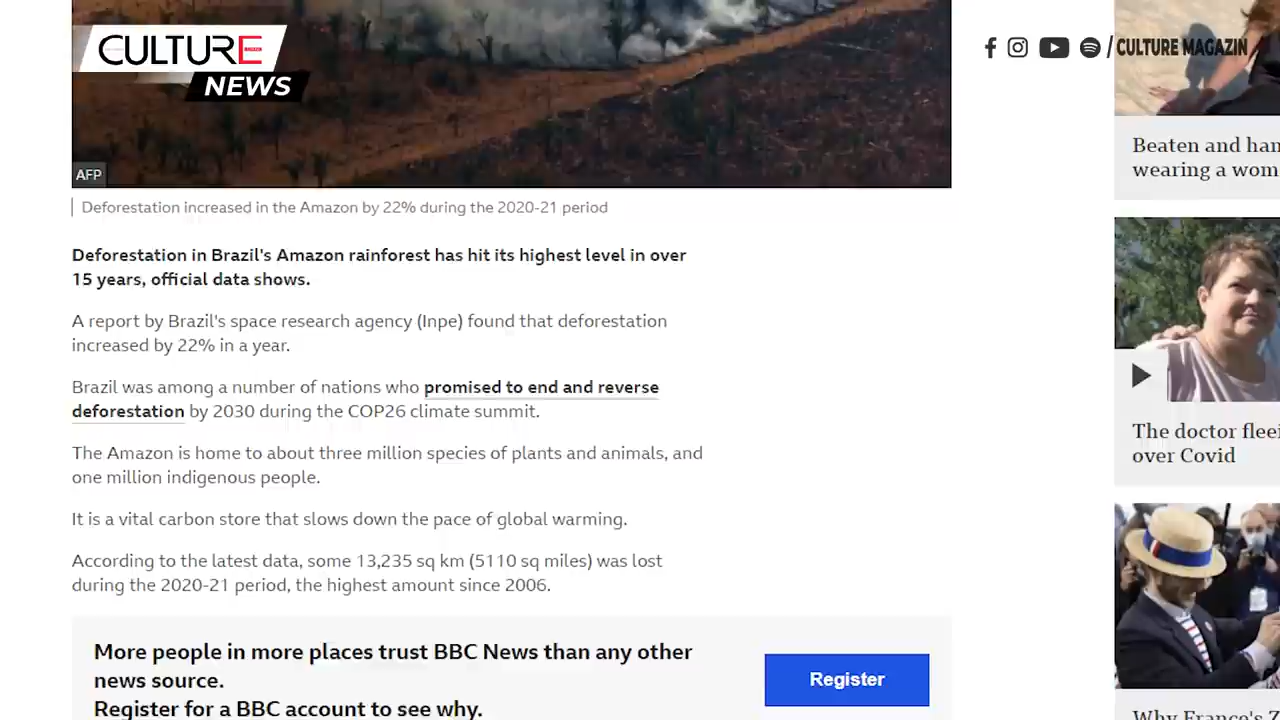 CULTURE
NEWS
/ CULTURE MAGAZIN
AFP
Deforestation increased in the Amazon by 22% during the 2020-21 period
Deforestation in Brazil's Amazon rainforest has hit its highest level in over
15 years, official data shows.
A report by Brazil's space research agency (Inpe) found that deforestation
increased by 22% in a year.
Brazil was among a number of nations who promised to end and reverse
deforestation by 2030 during the COP26 climate summit.
The Amazon is home to about three million species of plants and animals, and
one million indigenous people.
It is a vital carbon store that slows down the pace of global warming.
According to the latest data, some 13,235 sq km (5110 sq miles) was lost
during the 2020-21 period, the highest amount since 2006.
More people in more places trust BBC News than any other
news source.
Register for a BBC account to see why.
Register
Beaten and
wearing a
The doctor
over Covid
Why France's